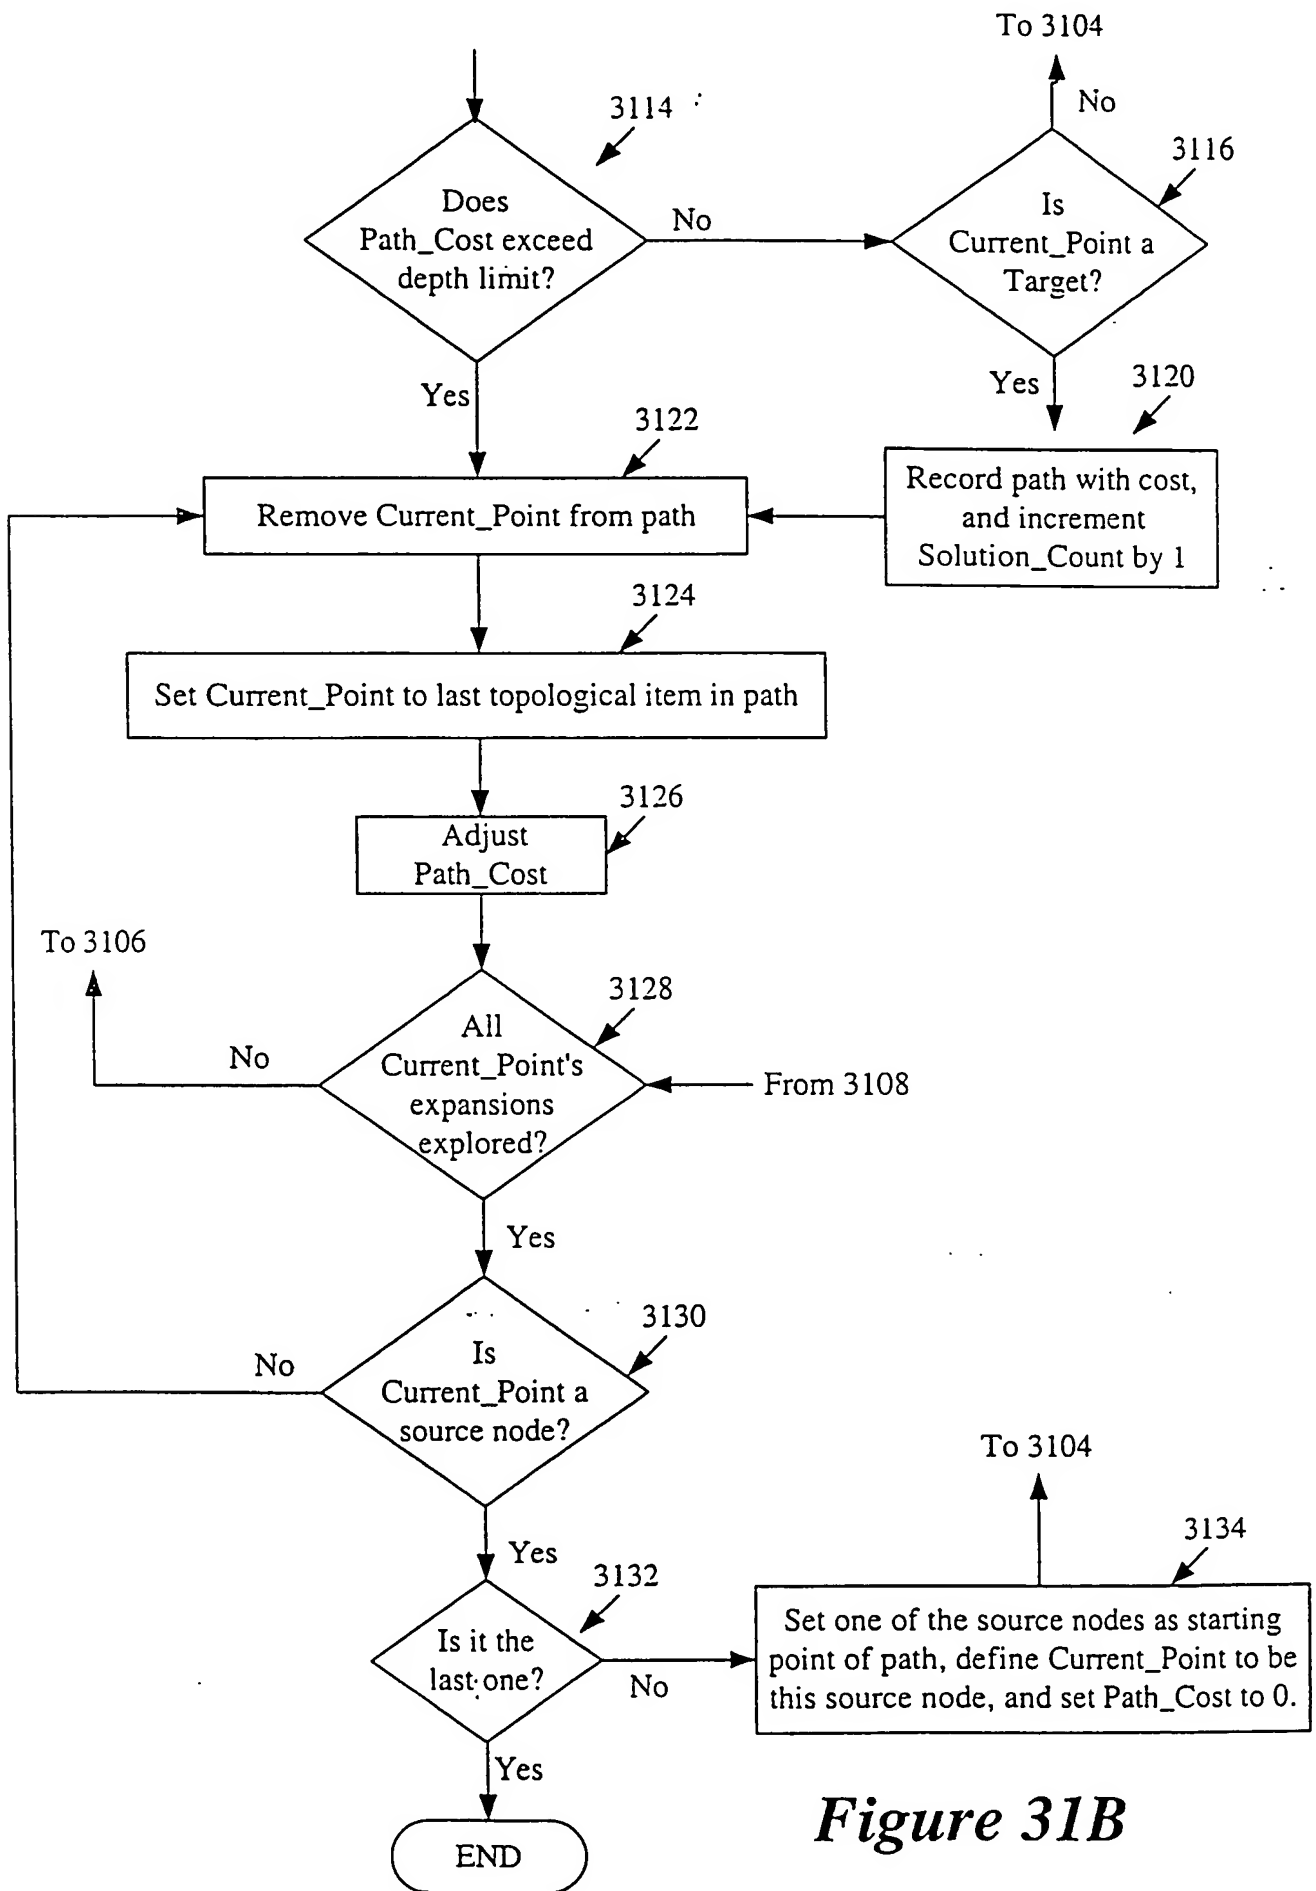 To 3104
No
3114
3116
Does
Path_Cost exceed
depth limit?
No
Is
Current_Point a
Target?
Yes
Yes
3120
3122
Remove Current_Point from path
Record path with cost,
and increment
Solution_Count by 1
3124
Set Current_Point to last topological item in path
3126
Adjust
Path_Cost
To 3106
3128
No
All
Current_Point's
expansions
explored?
From 3108
Yes
3130
No
Is
Current_Point a
source node?
To 3104
Yes
3134
3132
Is it the
last one?
No
Set one of the source nodes as starting
point of path, define Current_Point to be
this source node, and set Path_Cost to 0.
Yes
END
Figure 31B